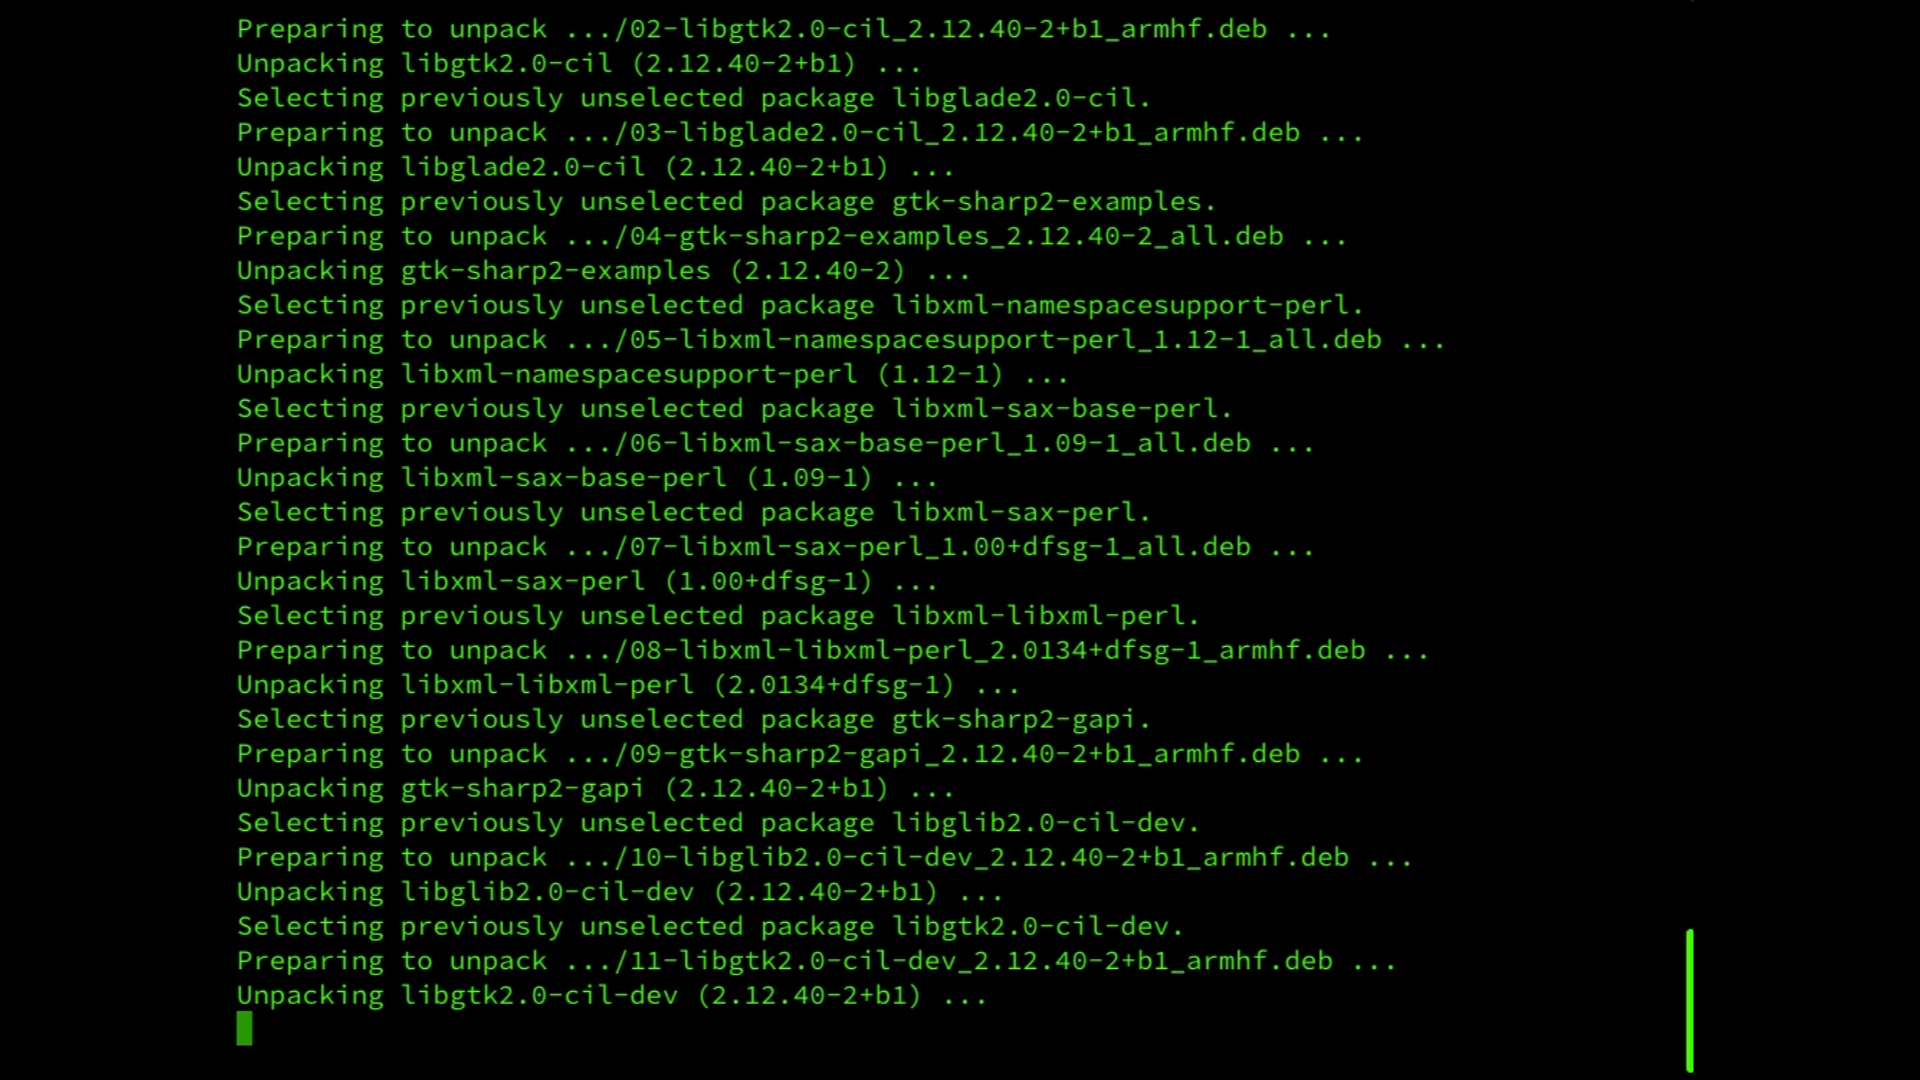 Preparing to unpack .../02-libgtk2.0-cil_2.12.40-2+b1_armhf.deb ...
Unpacking libgtk2.0-cil (2.12.40-2+b1) ...
Selecting previously unselected package libglade2.0-cil.
Preparing to unpack .../03-libglade2.0-cil_2.12.40-2+b1_armhf.deb ...
Unpacking libglade2.0-cil (2.12.40-2+b1) ...
Selecting previously unselected package gtk-sharp2-examples.
Preparing to unpack .../04-gtk-sharp2-examples_2.12.40-2_all.deb ...
Unpacking gtk-sharp2-examples (2.12.40-2) ...
Selecting previously unselected package libxml-namespacesupport-perl.
Preparing to unpack .../05-libxml-namespacesupport-perl_1.12-1_all.deb ...
Unpacking libxml-namespacesupport-perl (1.12-1) ...
Selecting previously unselected package libxml-sax-base-perl.
Preparing to unpack .../06-libxml-sax-base-perl_1.09-1_all.deb ...
Unpacking libxml-sax-base-perl (1.09-1) ...
Selecting previously unselected package libxml-sax-perl.
Preparing to unpack .../07-libxml-sax-perl_1.00+dfsg-1_all.deb ...
Unpacking libxml-sax-perl (1.00+dfsg-1) ...
Selecting previously unselected package libxml-libxml-perl.
Preparing to unpack .../08-libxml-libxml-perl_2.0134+dfsg-1_armhf.deb ...
Unpacking libxml-libxml-perl (2.0134+dfsg-1) ...
Selecting previously unselected package gtk-sharp2-gapi.
Preparing to unpack .../09-gtk-sharp2-gapi_2.12.40-2+b1_armhf.deb ...
Unpacking gtk-sharp2-gapi (2.12.40-2+b1) ...
Selecting previously unselected package libglib2.0-cil-dev.
Preparing to unpack .../10-libglib2.0-cil-dev_2.12.40-2+b1_armhf.deb ...
Unpacking libglib2.0-cil-dev (2.12.40-2+b1) ...
Selecting previously unselected package libgtk2.0-cil-dev.
Preparing to unpack .../11-libgtk2.0-cil-dev_2.12.40-2+b1_armhf.deb ...
Unpacking libgtk2.0-cil-dev (2.12.40-2+b1) ...